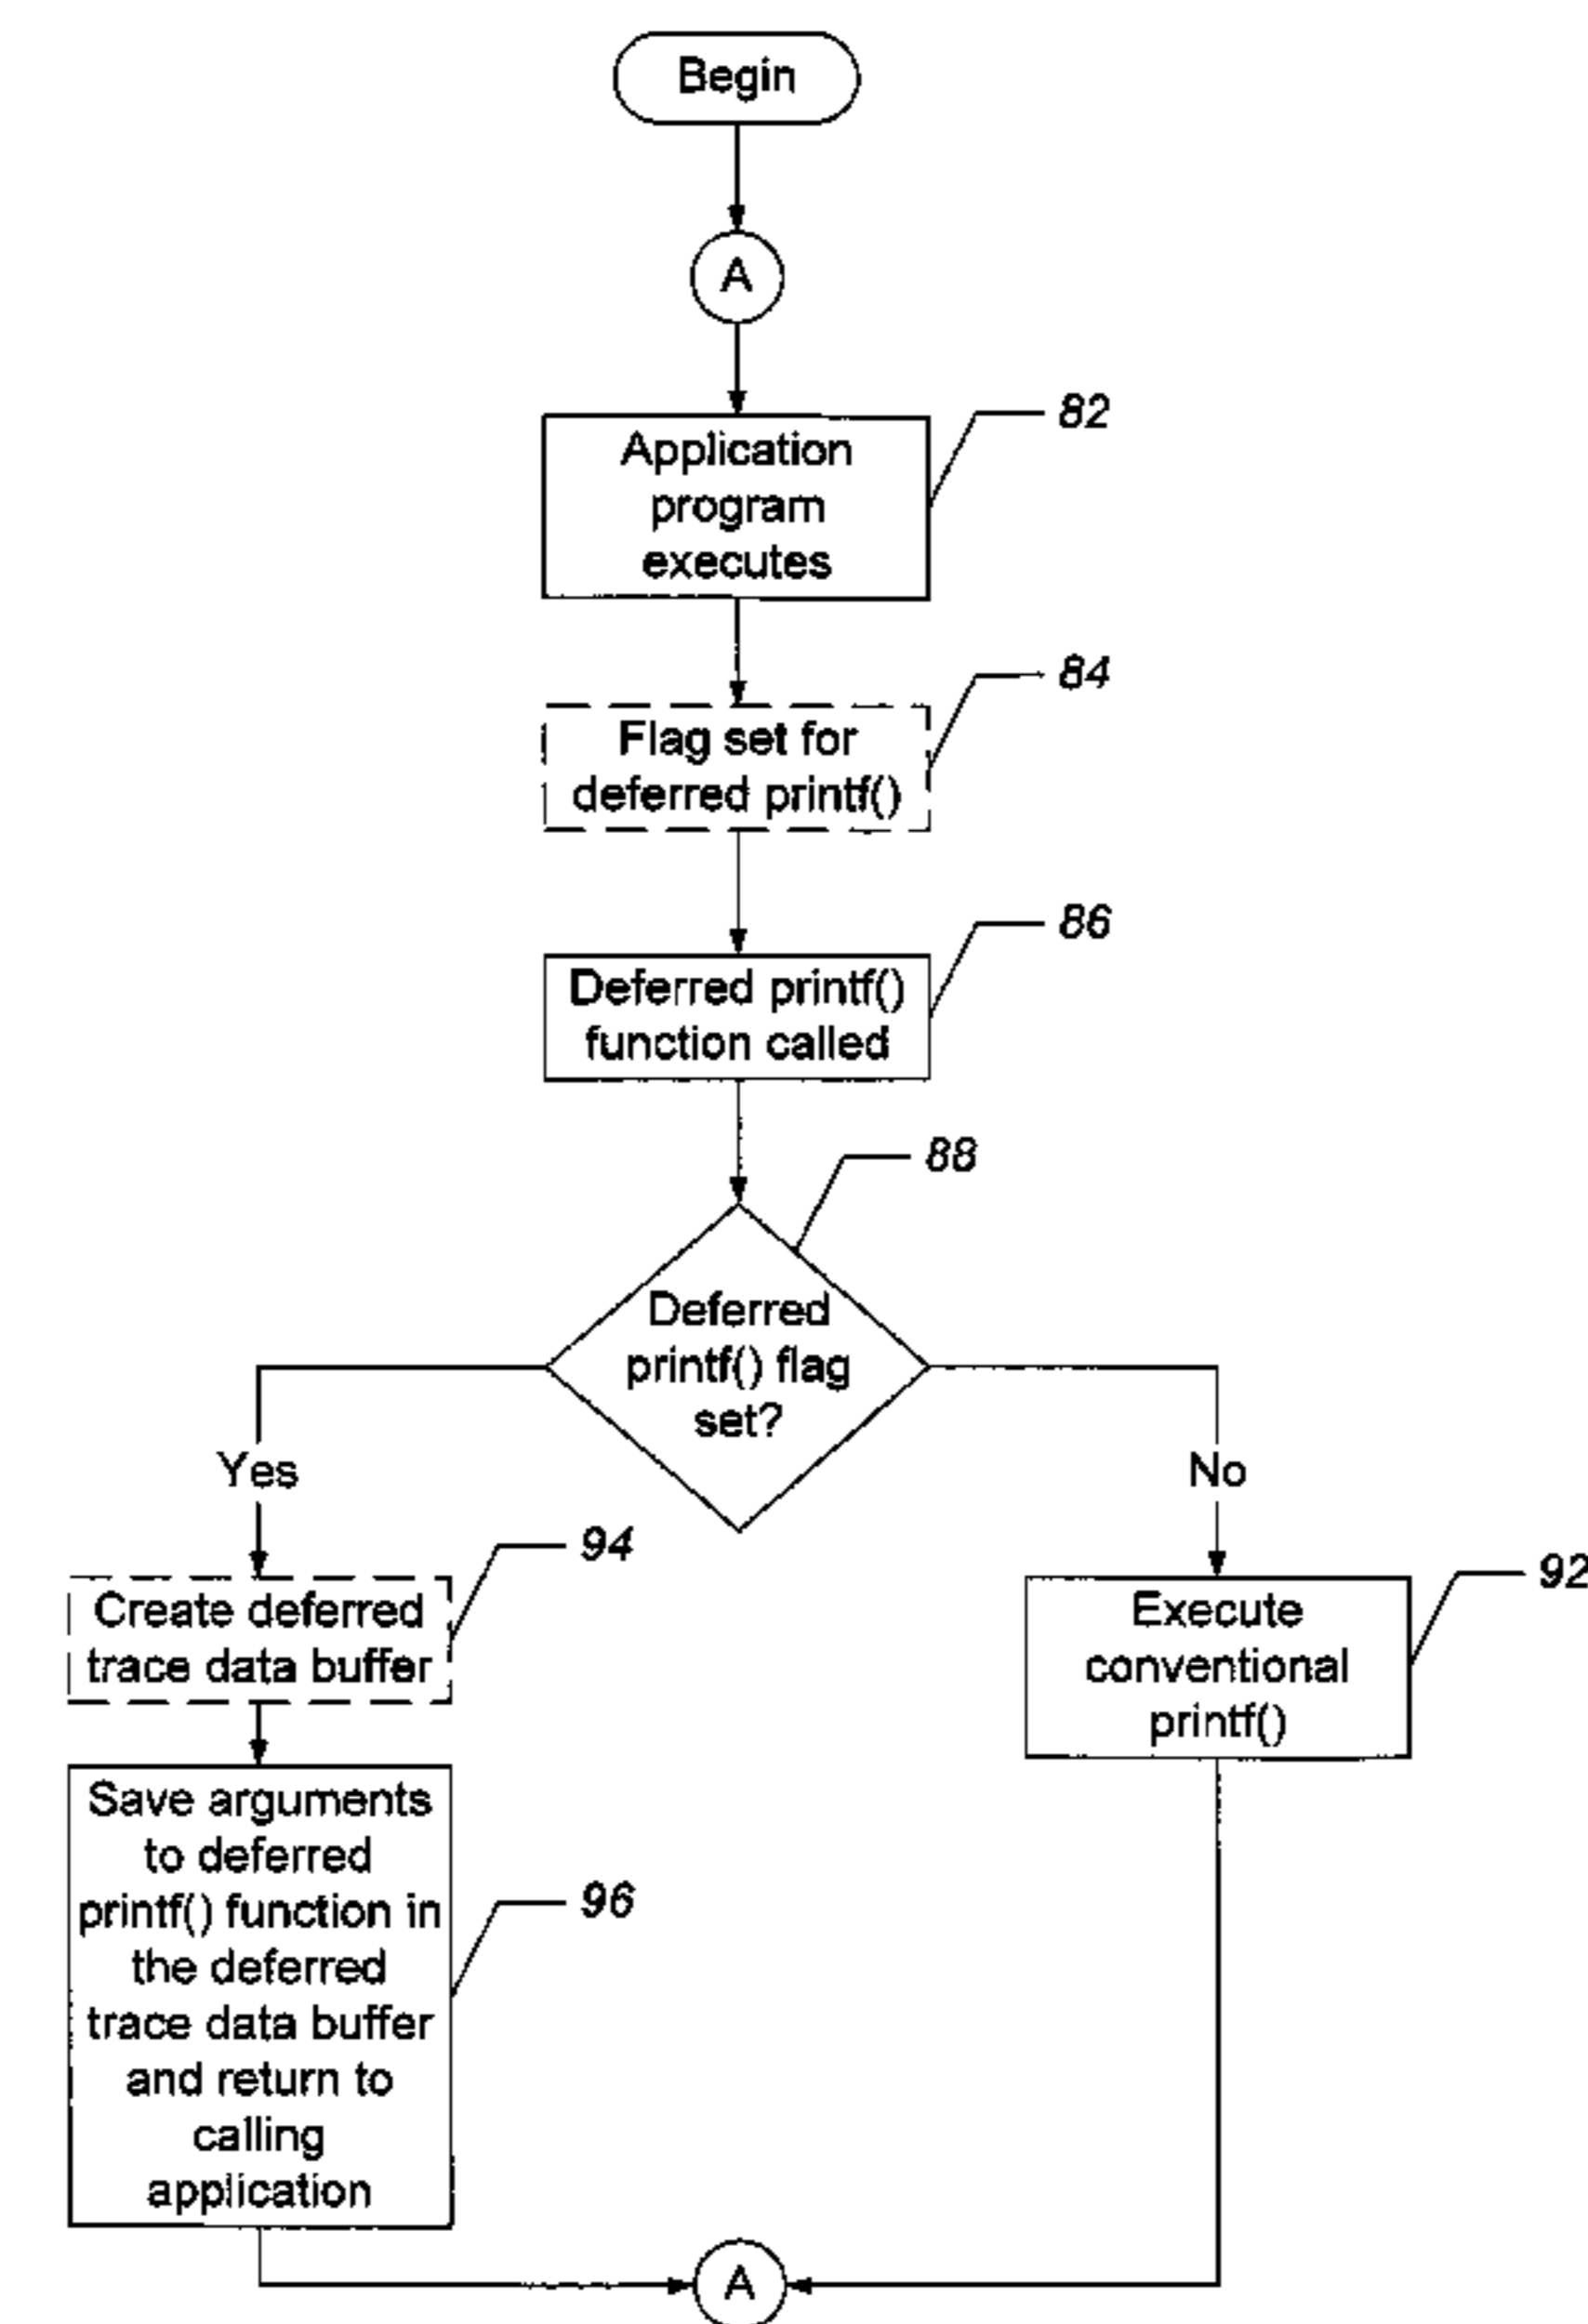 Begin
A
82
Application
program
executes
84
Flag set for
deferred printf()
86
Deferred printf()
function called
88
Deferred
printf() flag
set?
Yes
No
94
Create deferred
trace data buffer
92
Execute
conventional
printf()
Save arguments
to deferred
printf() function in
the deferred
trace data buffer
and return to
calling
application
96
A